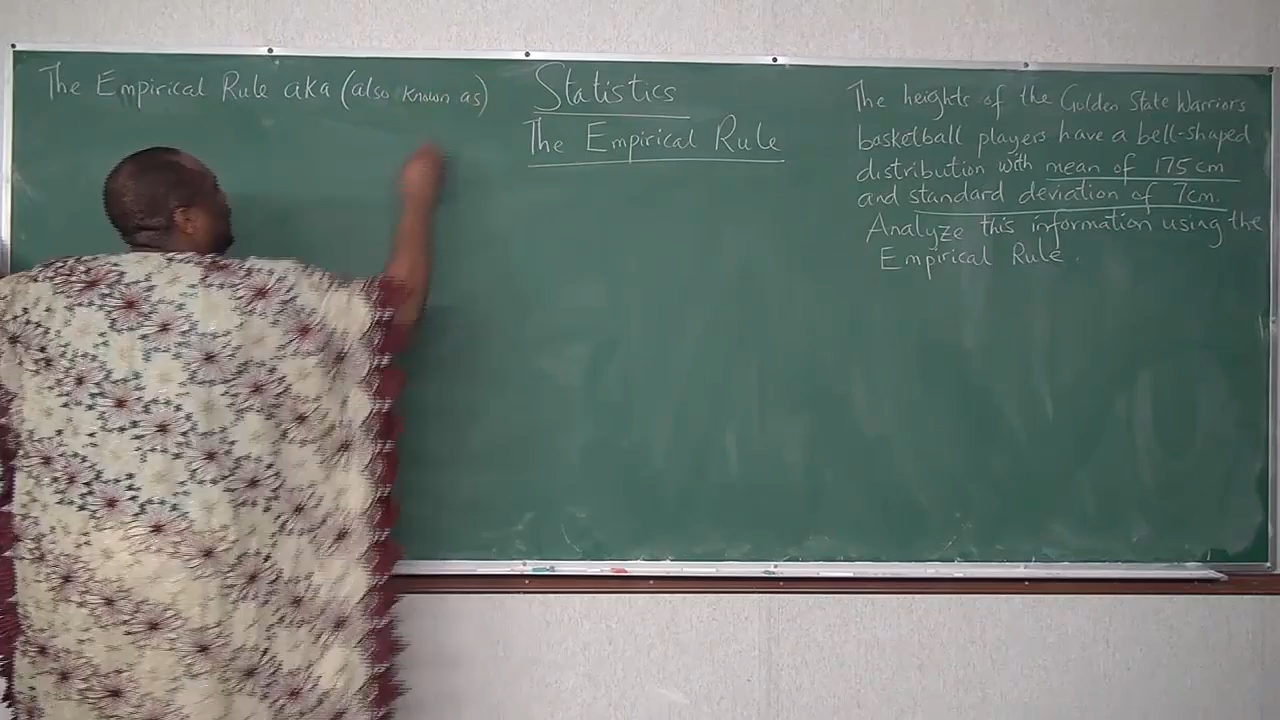 The Empirical Rule aka (also known as)
Statistics
The Empirical Rule
The heights of the Golden State Warriors
basketball players have a bell-shaped
distribution with mean of 175 cm
and standard deviation of 7cm.
Analyze this information using the
Empirical Rule.